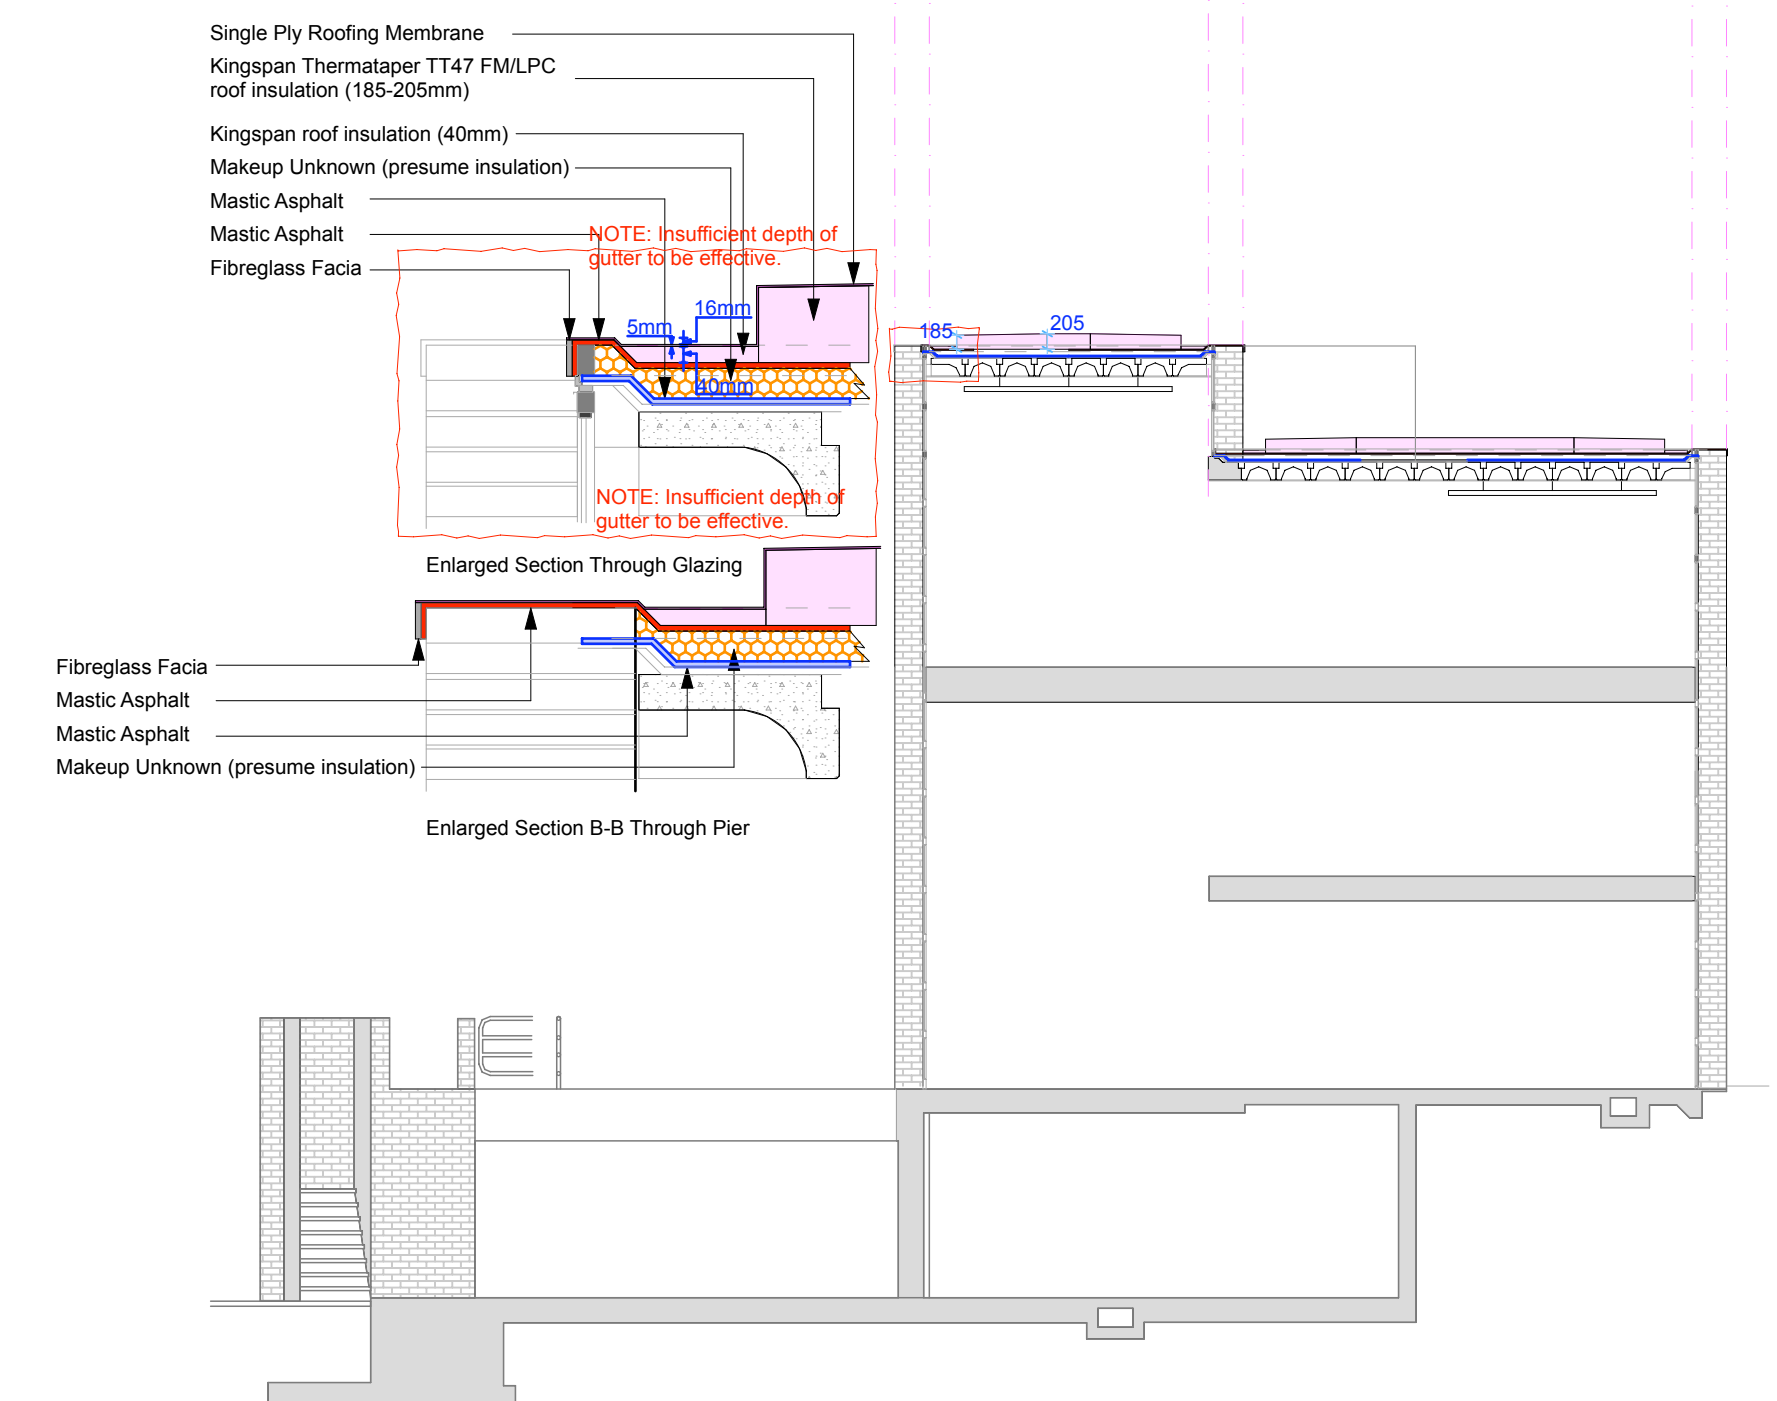 Single Ply Roofing Membrane
Kingspan Thermataper TT47 FM/LPC
roof insulation (185-205mm)
Kingspan roof insulation (40mm)
Makeup Unknown (presume insulation)
Mastic Asphalt
Mastic Asphalt
Fibreglass Facia
NOTE: Insufficient depth of
gutter to be effective.
16mm
5mm
40mm
185
205
NOTE: Insufficient depth of
gutter to be effective.
Enlarged Section Through Glazing
Fibreglass Facia
Mastic Asphalt
Mastic Asphalt
Makeup Unknown (presume insulation)
Enlarged Section B-B Through Pier